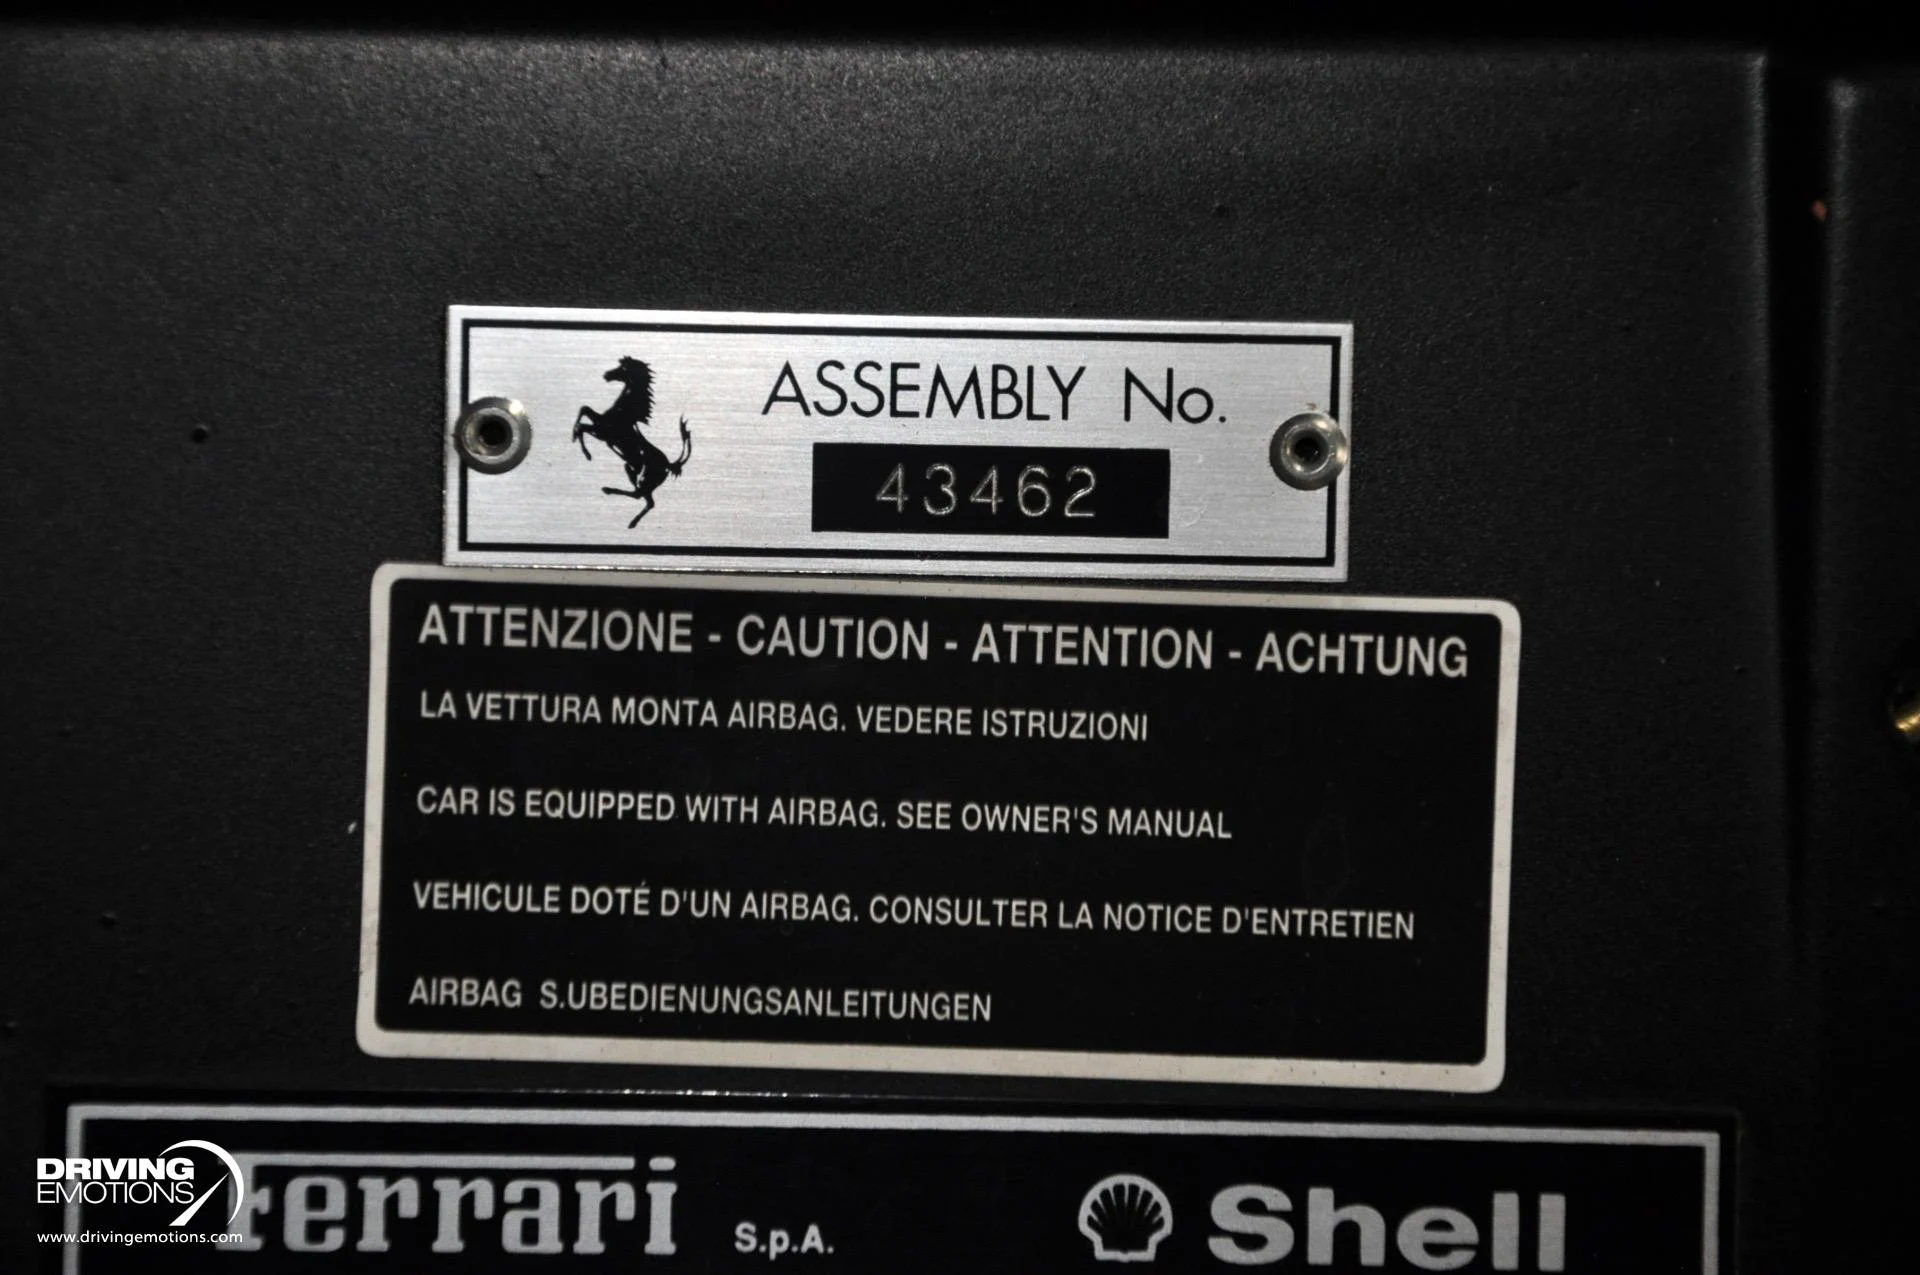 ASSEMBLY No.
43462
ATTENZIONE - CAUTION - ATTENTION - ACHTUNG
LA VETTURA MONTA AIRBAG. VEDERE ISTRUZIONI
CAR IS EQUIPPED WITH AIRBAG. SEE OWNER'S MANUAL
VEHICULE DOTÉ D'UN AIRBAG. CONSULTER LA NOTICE D'ENTRETIEN
AIRBAG S.UBEDIENUNGSANLEITUNGEN
Ferrari S.p.A. Shell
DRIVING
EMOTIONS
www.drivingemotions.com